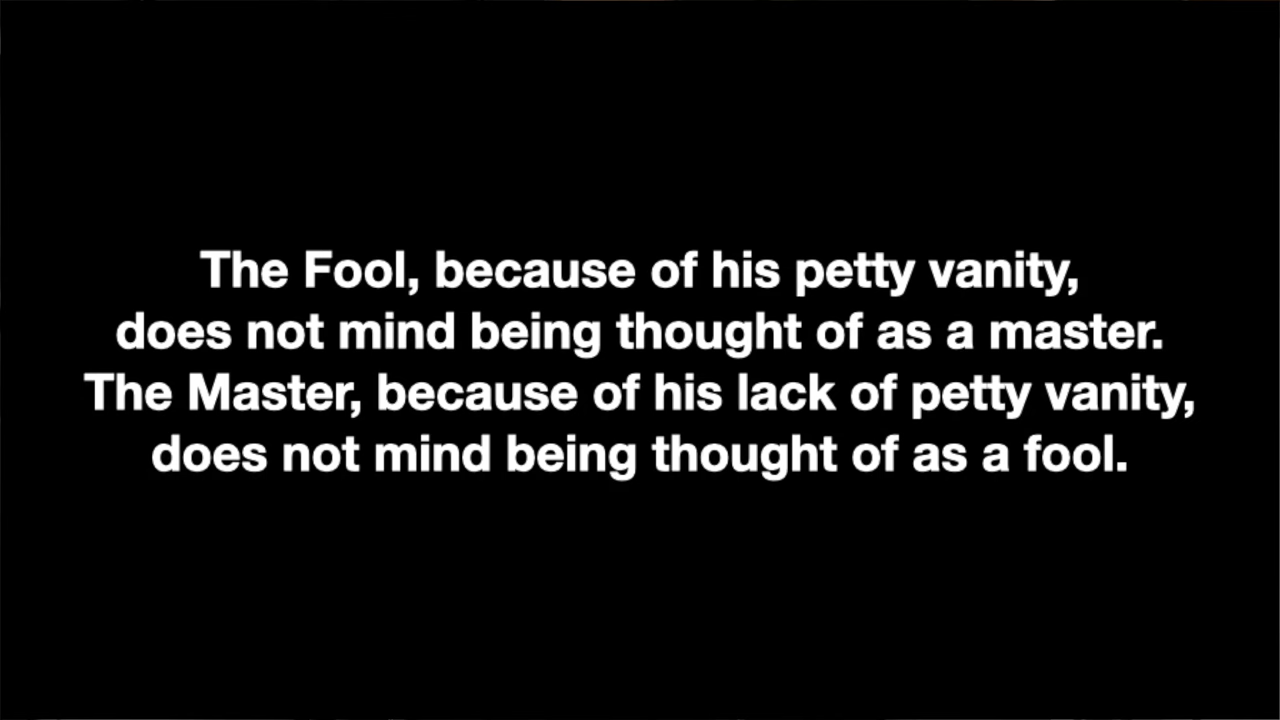 The Fool, because of his petty vanity,
does not mind being thought of as a master.
The Master, because of his lack of petty vanity,
does not mind being thought of as a fool.